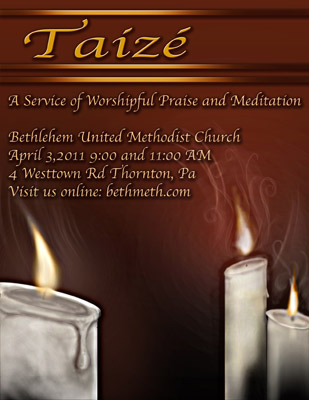 Taizé
A Service of Worshipful Praise and Meditation
Bethlehem United Methodist Church
April 3,2011 9:00 and 11:00 AM
4 Westtown Rd Thornton, Pa
Visit us online: bethmeth.com